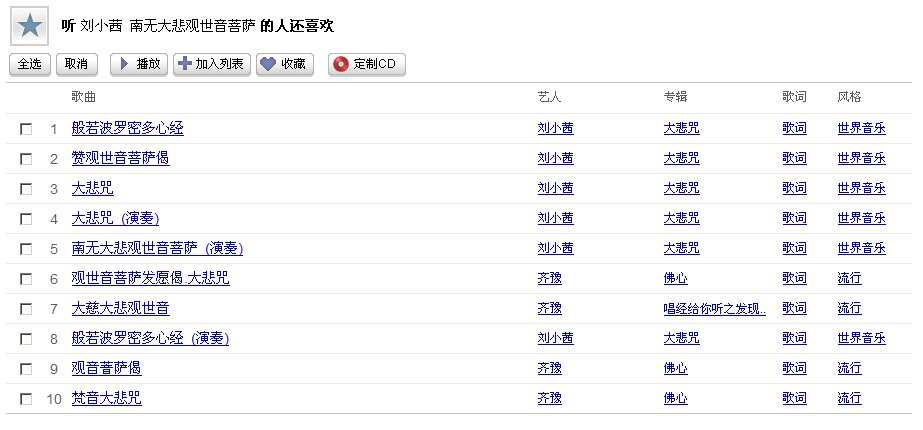 听 刘小茜 南无大悲观世音菩萨 的人还喜欢
全选 取消 播放 加入列表 收藏 定制CD
歌曲 艺人 专辑 歌词 风格
1 般若波罗密多心经 刘小茜 大悲咒 歌词 世界音乐
2 赞观世音菩萨偈 刘小茜 大悲咒 歌词 世界音乐
3 大悲咒 刘小茜 大悲咒 歌词 世界音乐
4 大悲咒 (演奏) 刘小茜 大悲咒 歌词 世界音乐
5 南无大悲观世音菩萨 (演奏) 刘小茜 大悲咒 歌词 世界音乐
6 观世音菩萨发愿偈.大悲咒 齐豫 佛心 歌词 流行
7 大慈大悲观世音 齐豫 唱经给你听之发现.. 歌词 流行
8 般若波罗密多心经 (演奏) 刘小茜 大悲咒 歌词 世界音乐
9 观音菩萨偈 齐豫 佛心 歌词 流行
10 梵音大悲咒 齐豫 佛心 歌词 流行